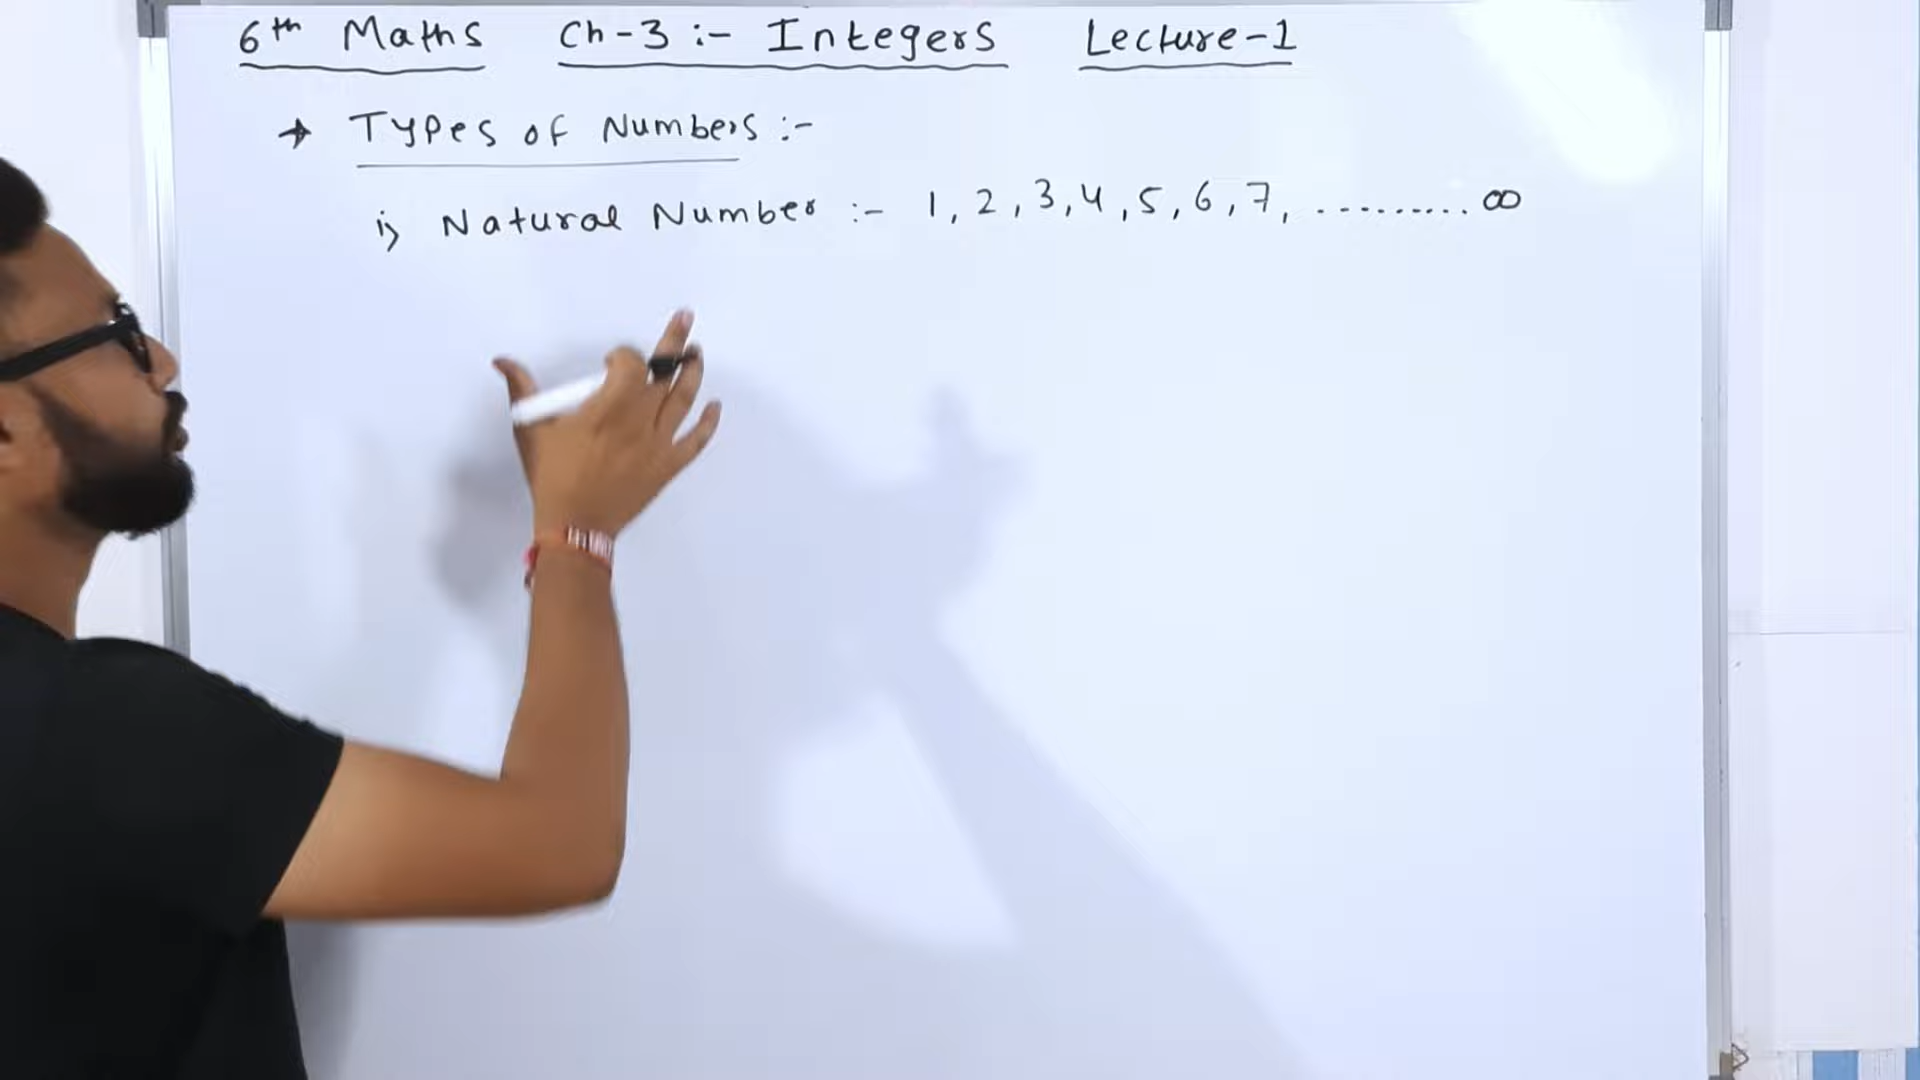 6th Maths Ch-3 :- Integers Lecture-1
→ Types of Numbers :-
i) Natural Number :- 1, 2, 3, 4, 5, 6, 7, .......... ∞